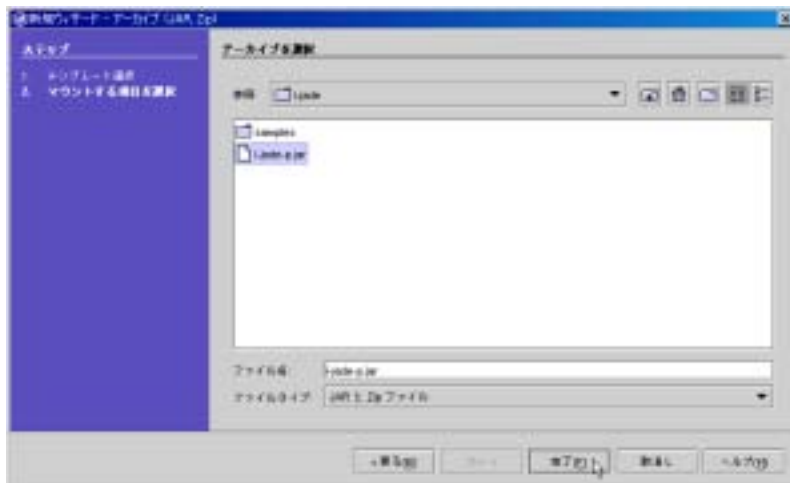 新規ウィザード - アーカイブ (JAR, Zip)
ステップ
1. テンプレート選択
2. マウントする項目を選択
アーカイブを選択
参照:
samples
ファイル名:
ファイルタイプ: JAR と Zip ファイル
< 戻る(B)
完了(F)
取消し
ヘルプ(H)